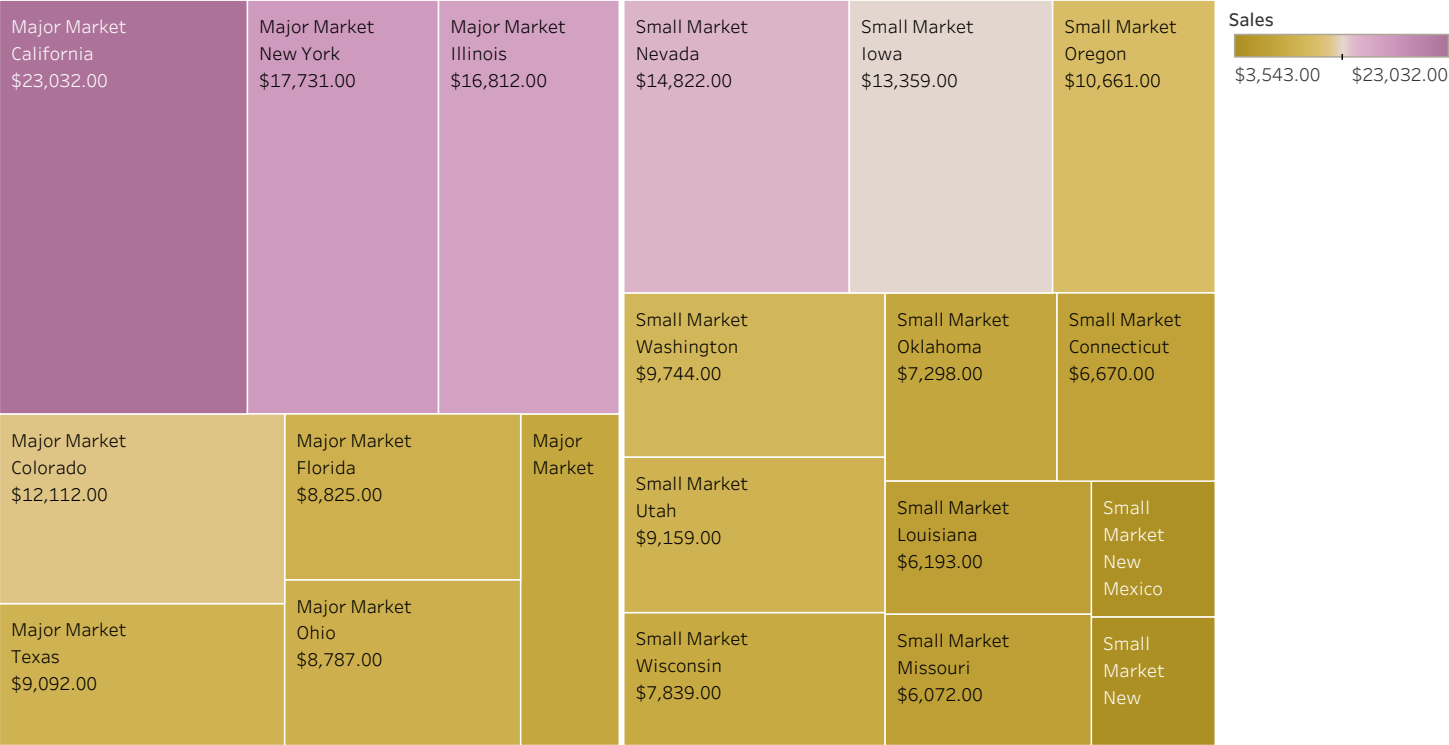 Major Market
California
$23,032.00
Major Market
New York
$17,731.00
Major Market
Illinois
$16,812.00
Major Market
Colorado
$12,112.00
Major Market
Texas
$9,092.00
Major Market
Florida
$8,825.00
Major Market
Ohio
$8,787.00
Major
Market
Small Market
Nevada
$14,822.00
Small Market
Iowa
$13,359.00
Small Market
Oregon
$10,661.00
Small Market
Washington
$9,744.00
Small Market
Utah
$9,159.00
Small Market
Wisconsin
$7,839.00
Small Market
Oklahoma
$7,298.00
Small Market
Connecticut
$6,670.00
Small Market
Louisiana
$6,193.00
Small Market
Missouri
$6,072.00
Small
Market
New
Mexico
Small
Market
New
Sales
$3,543.00 $23,032.00